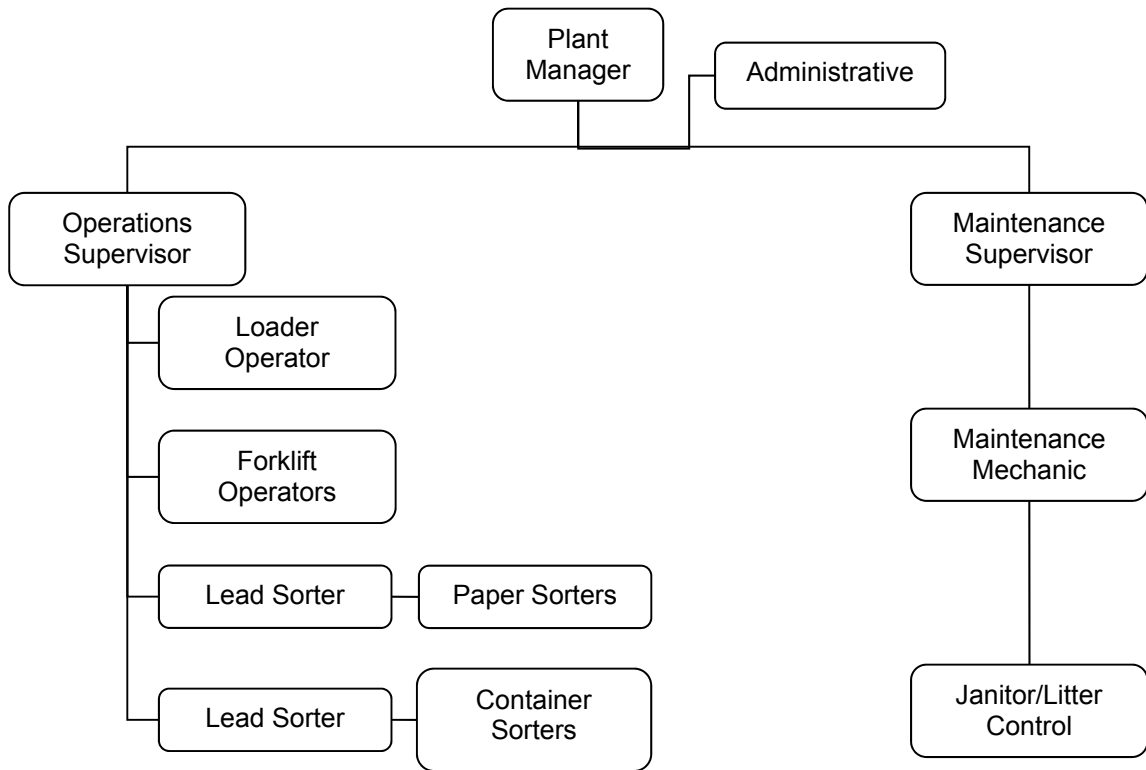 Plant
Manager
Administrative
Operations
Supervisor
Maintenance
Supervisor
Loader
Operator
Forklift
Operators
Maintenance
Mechanic
Lead Sorter
Paper Sorters
Lead Sorter
Container
Sorters
Janitor/Litter
Control